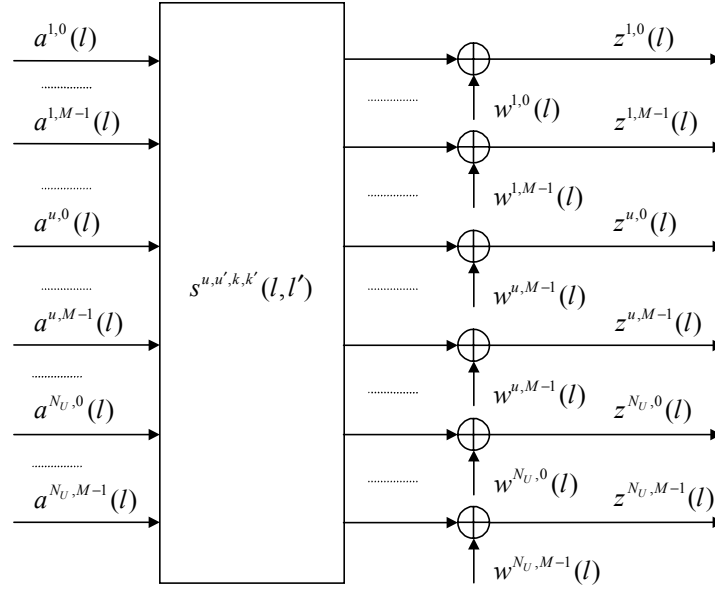 a^{1,0}(l)
z^{1,0}(l)
w^{1,0}(l)
a^{1,M−1}(l)
z^{1,M−1}(l)
w^{1,M−1}(l)
a^{u,0}(l)
z^{u,0}(l)
s^{u,u′,k,k′}(l,l′)
w^{u,M−1}(l)
a^{u,M−1}(l)
z^{u,M−1}(l)
w^{u,M−1}(l)
a^{N_U,0}(l)
z^{N_U,0}(l)
w^{N_U,0}(l)
a^{N_U,M−1}(l)
z^{N_U,M−1}(l)
w^{N_U,M−1}(l)